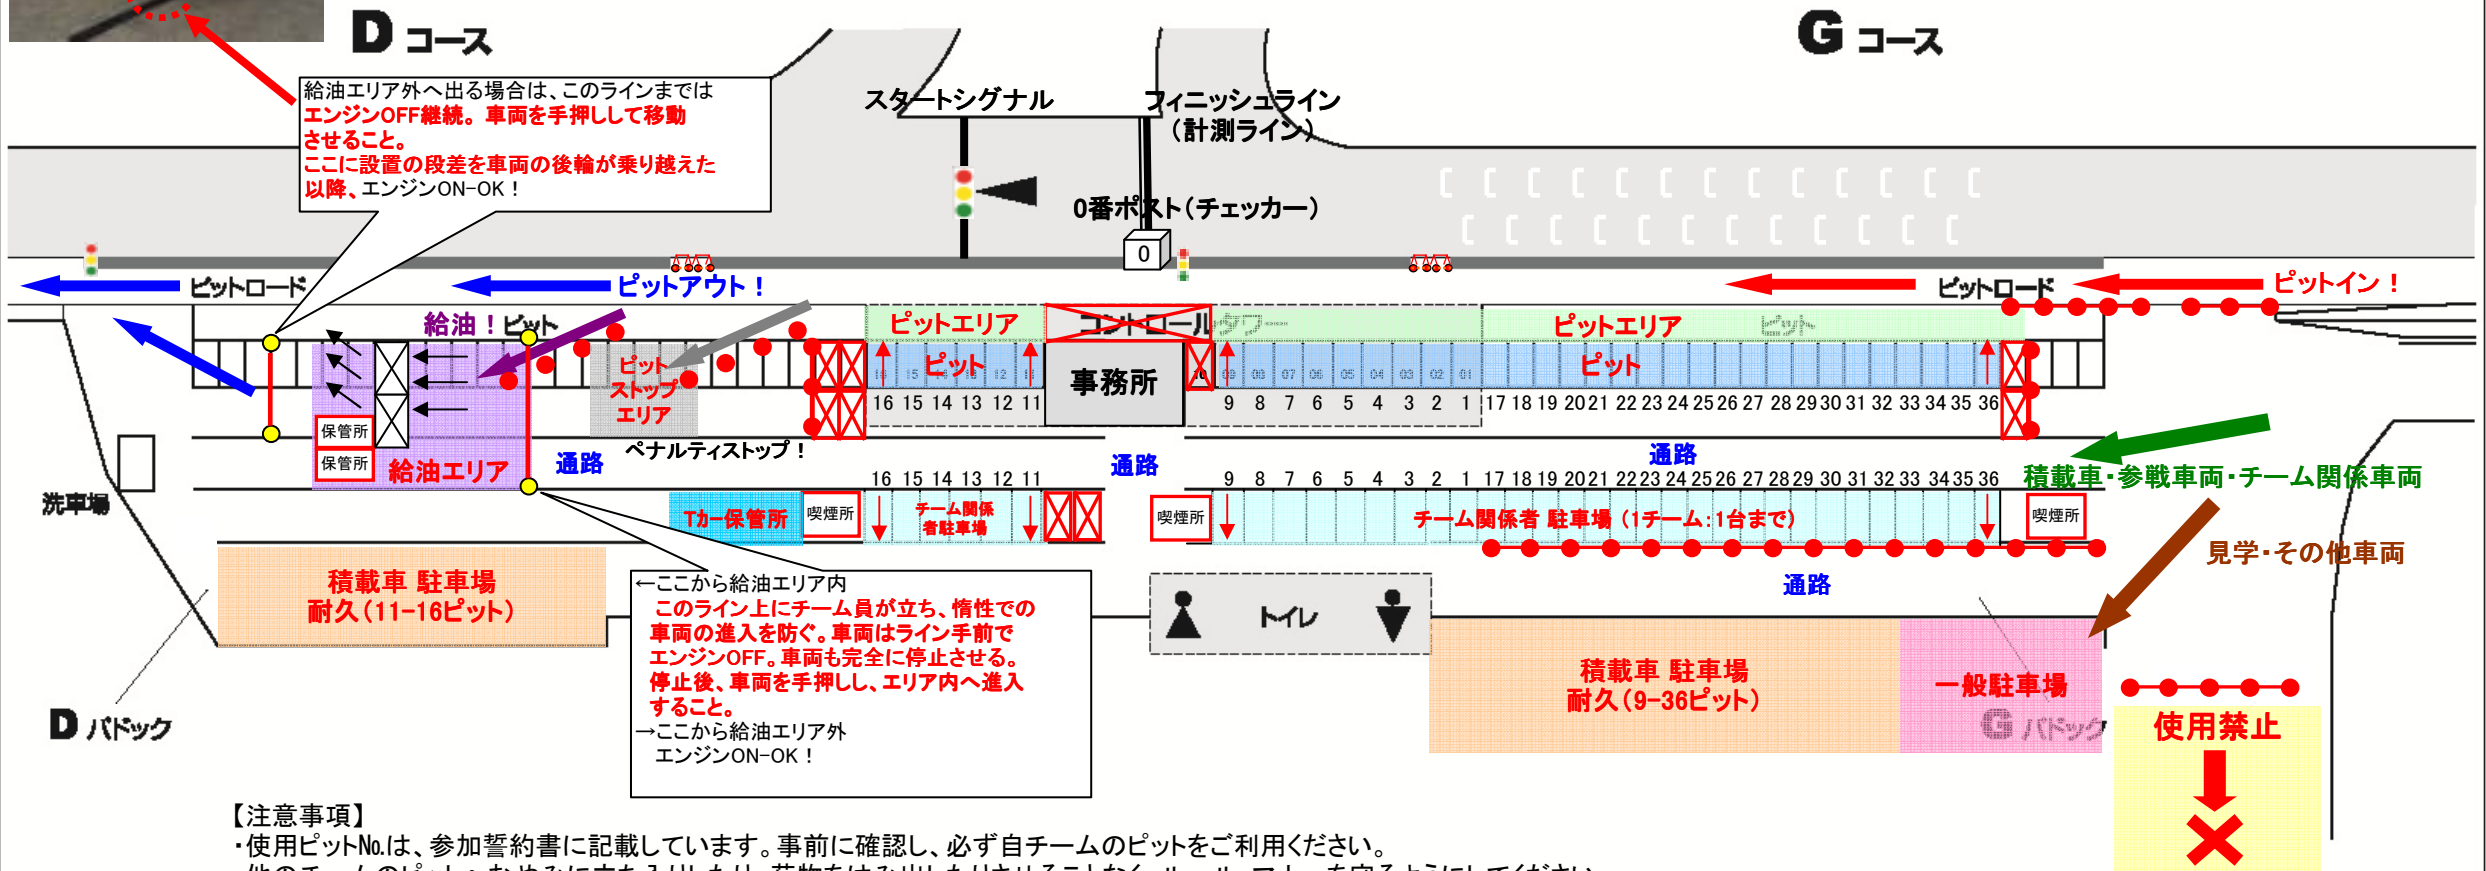 D コース
G コース
給油エリア外へ出る場合は、このラインまでは
エンジンOFF継続。車両を手押しして移動
させること。
ここに設置の段差を車両の後輪が乗り越えた
以降、エンジンON-OK！
スタートシグナル
フィニッシュライン
（計測ライン）
0番ポスト（チェッカー）
0
ピットロード
ピットアウト！
ピットロード
ピットイン！
給油！ピット
ピットエリア
コントロールタワー
ピットエリア
ピット
ピット
ストップ
エリア
16 15 14 13 12 11
ピット
事務所
10
09 08 07 06 05 04 03 02 01
ピット
16 15 14 13 12 11
9 8 7 6 5 4 3 2 1 17 18 19 20 21 22 23 24 25 26 27 28 29 30 31 32 33 34 35 36
保管所
保管所
給油エリア
通路
ペナルティストップ！
通路
通路
積載車・参戦車両・チーム関係車両
16 15 14 13 12 11
9 8 7 6 5 4 3 2 1 17 18 19 20 21 22 23 24 25 26 27 28 29 30 31 32 33 34 35 36
洗車場
Tカー保管所
喫煙所
チーム関係
者駐車場
喫煙所
チーム関係者 駐車場（1チーム：1台まで）
喫煙所
見学・その他車両
通路
積載車 駐車場
耐久（11-16ピット）
←ここから給油エリア内
このライン上にチーム員が立ち、惰性での
車両の進入を防ぐ。車両はライン手前で
エンジンOFF。車両も完全に停止させる。
停止後、車両を手押しし、エリア内へ進入
すること。
→ここから給油エリア外
エンジンON-OK！
トイレ
積載車 駐車場
耐久（9-36ピット）
一般駐車場
D パドック
G パドック
使用禁止
【注意事項】
・使用ピット№は、参加誓約書に記載しています。事前に確認し、必ず自チームのピットをご利用ください。